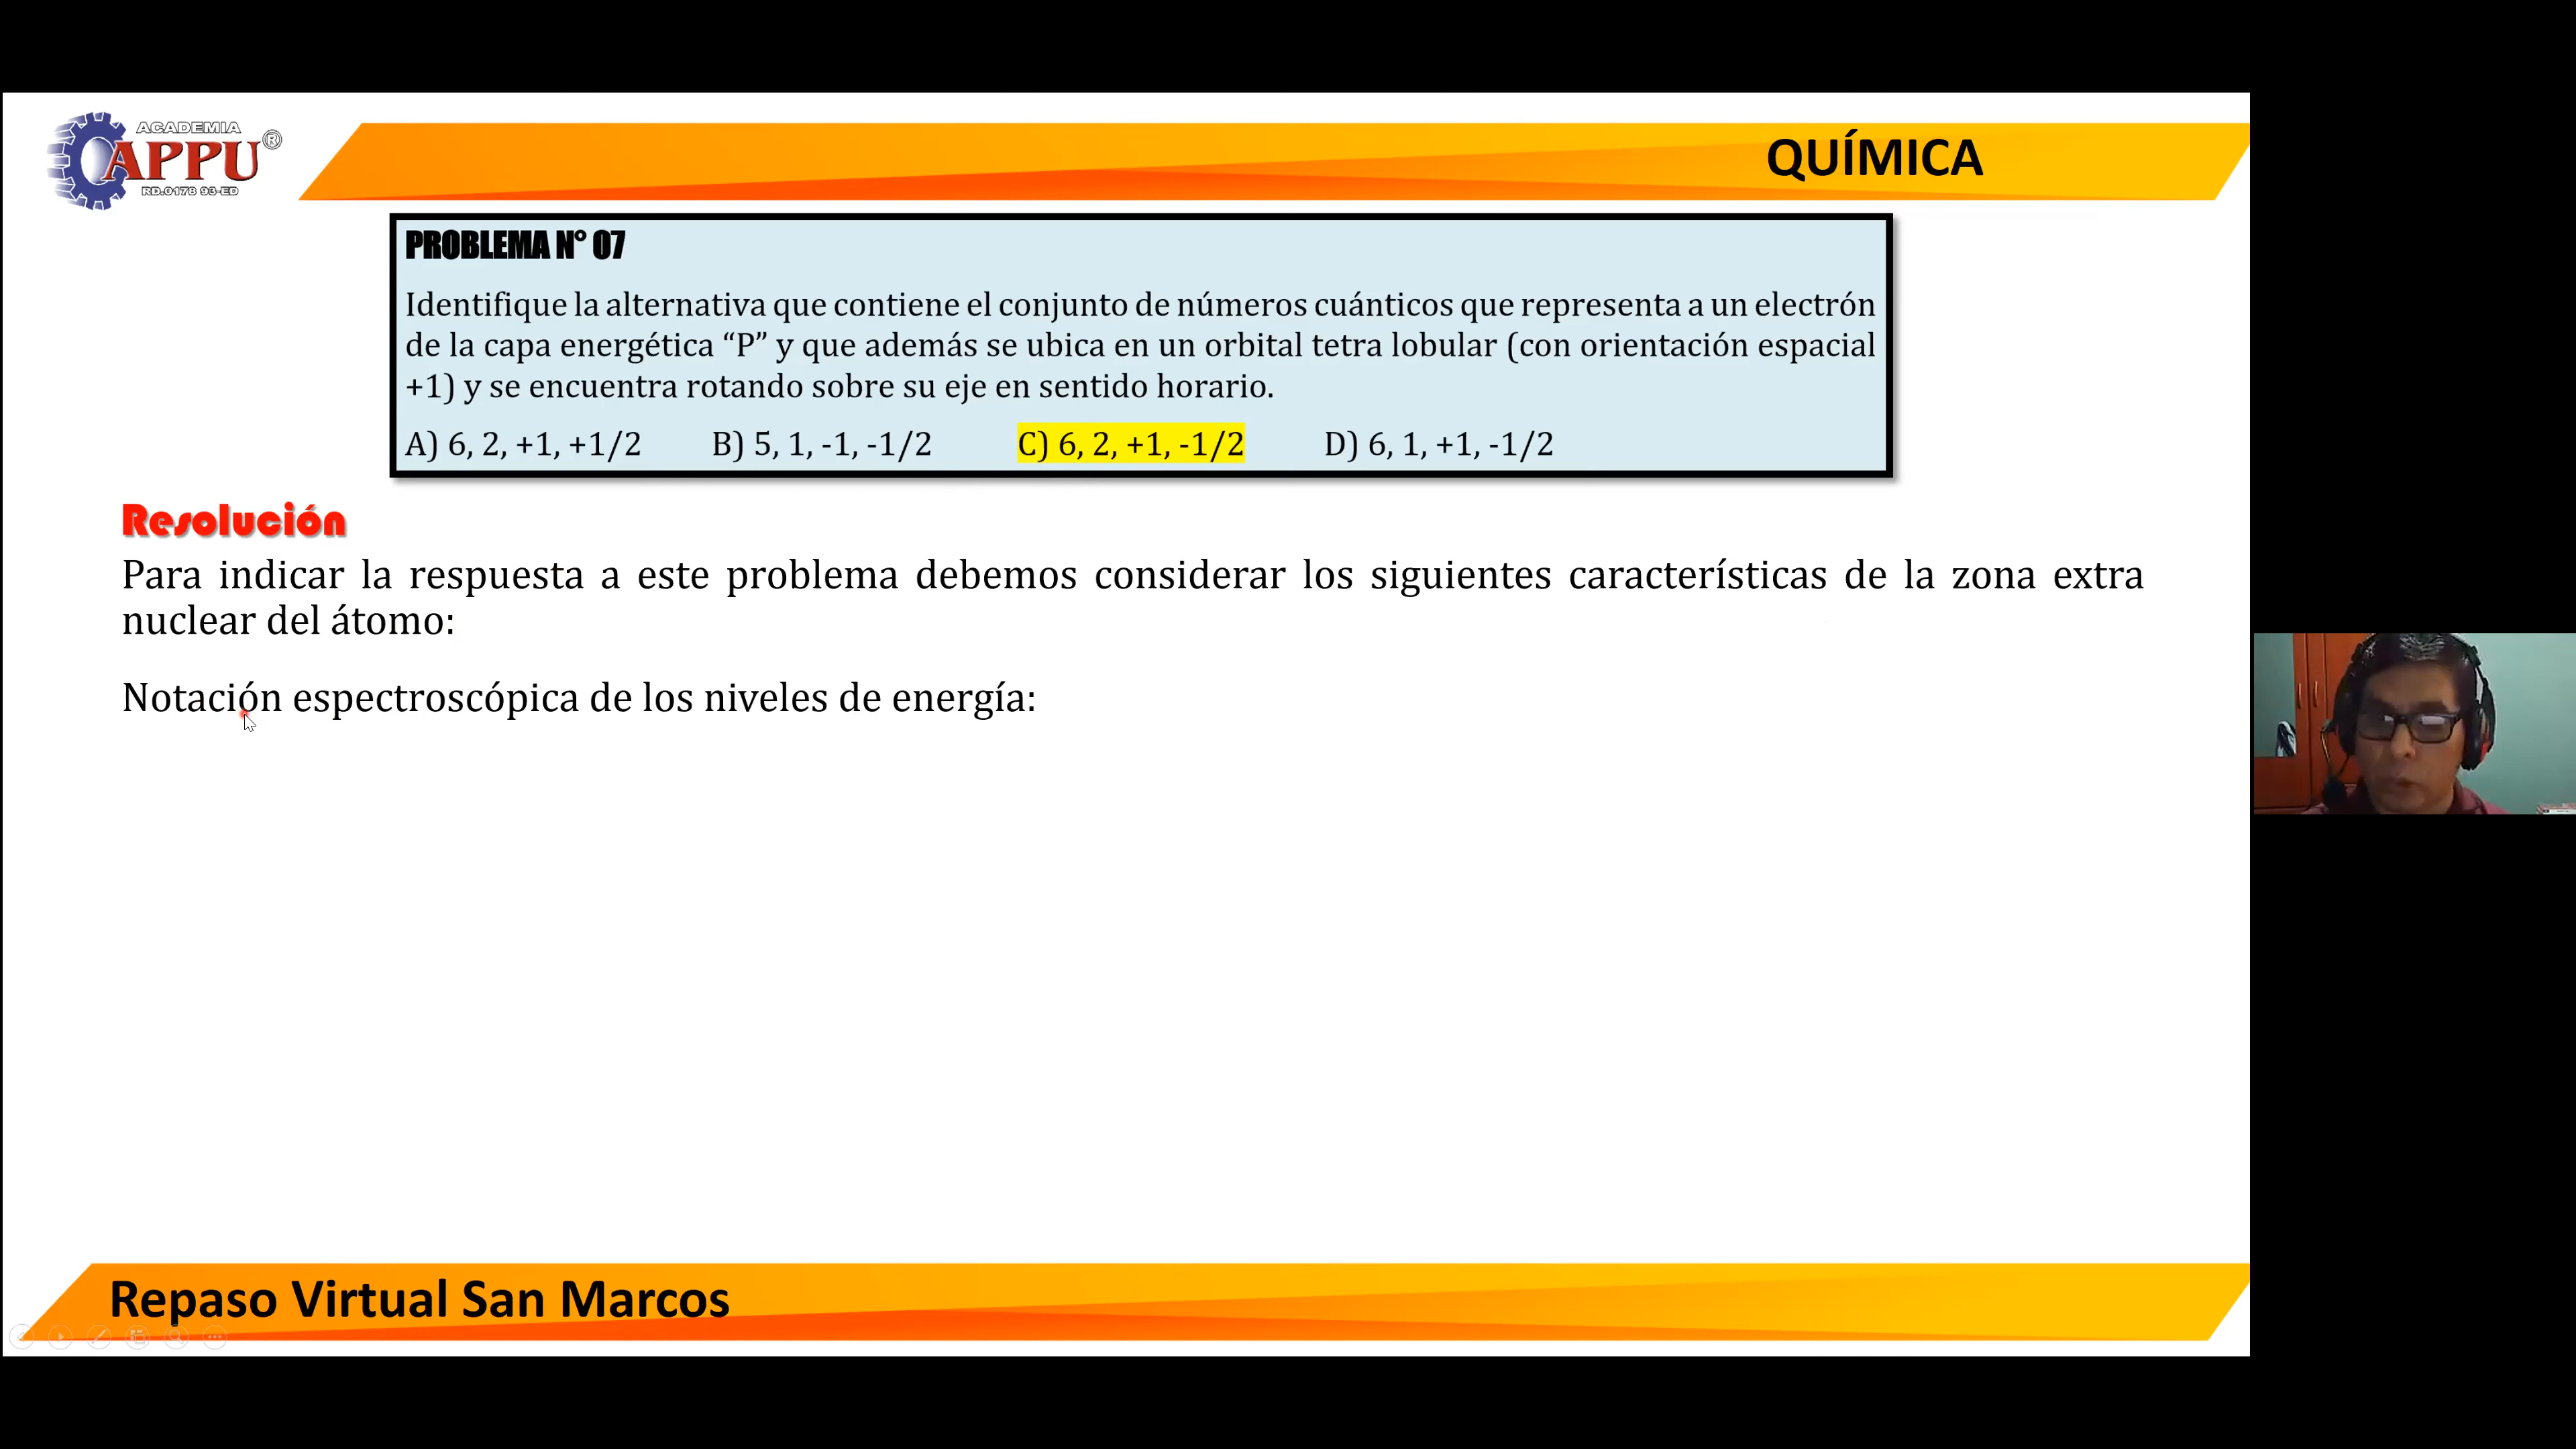 ACADEMIA
APPU®
RD.0178 93-ED
QUÍMICA
PROBLEMA N° 07
Identifique la alternativa que contiene el conjunto de números cuánticos que representa a un electrón
de la capa energética “P” y que además se ubica en un orbital tetra lobular (con orientación espacial
+1) y se encuentra rotando sobre su eje en sentido horario.
A) 6, 2, +1, +1/2 B) 5, 1, -1, -1/2 C) 6, 2, +1, -1/2 D) 6, 1, +1, -1/2
Resolución
Para indicar la respuesta a este problema debemos considerar los siguientes características de la zona extra
nuclear del átomo:
Notación espectroscópica de los niveles de energía:
Repaso Virtual San Marcos